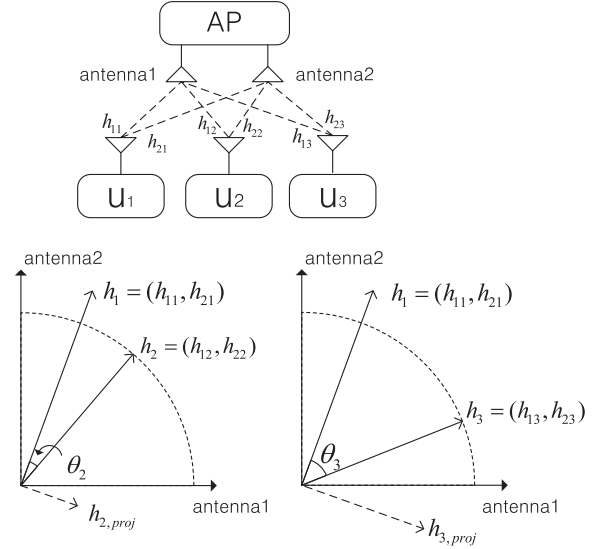 AP
antenna1
antenna2
h₁₁
h₂₁
h₁₂
h₂₂
h₁₃
h₂₃
u₁
u₂
u₃
antenna2
h₁ = (h₁₁, h₂₁)
h₂ = (h₁₂, h₂₂)
θ₂
antenna1
h₂,proj
h₁ = (h₁₁, h₂₁)
h₃ = (h₁₃, h₂₃)
θ₃
antenna1
h₃,proj